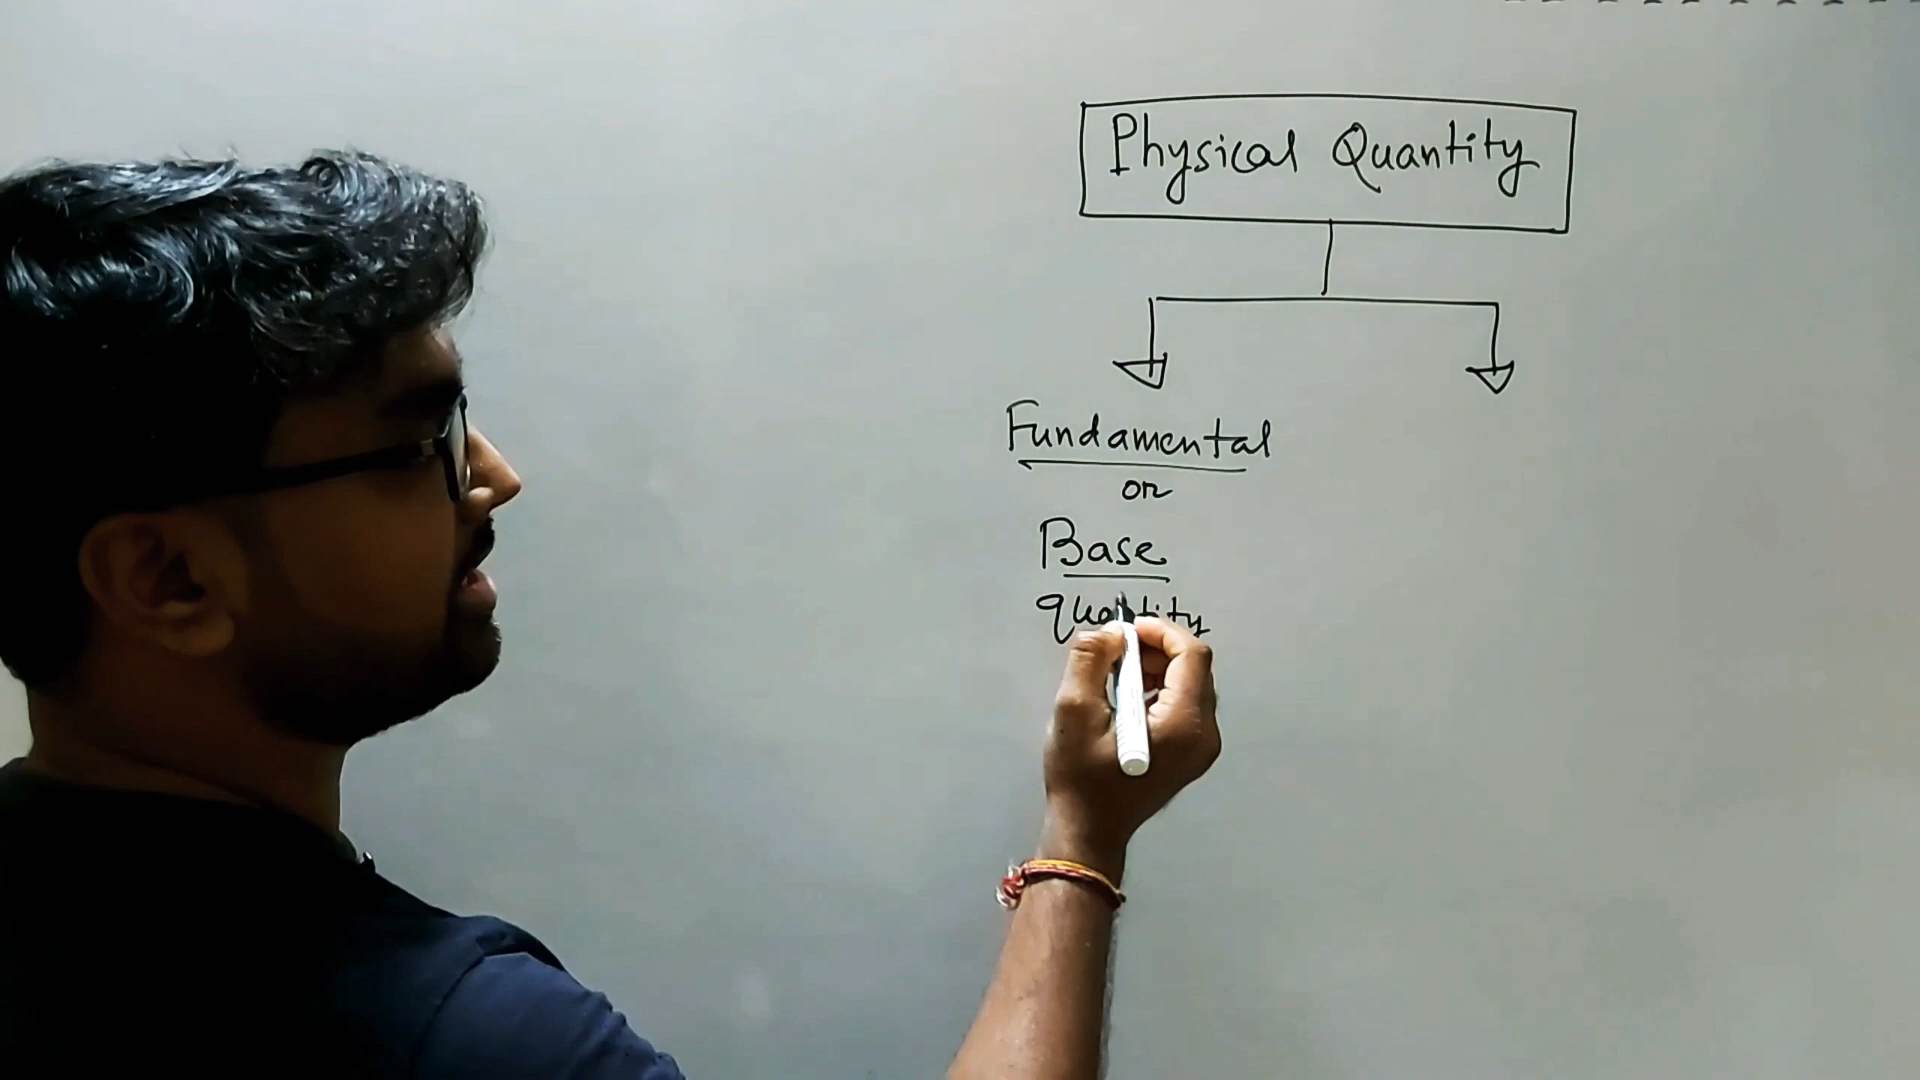 Physical Quantity
Fundamental
or
Base
quantity